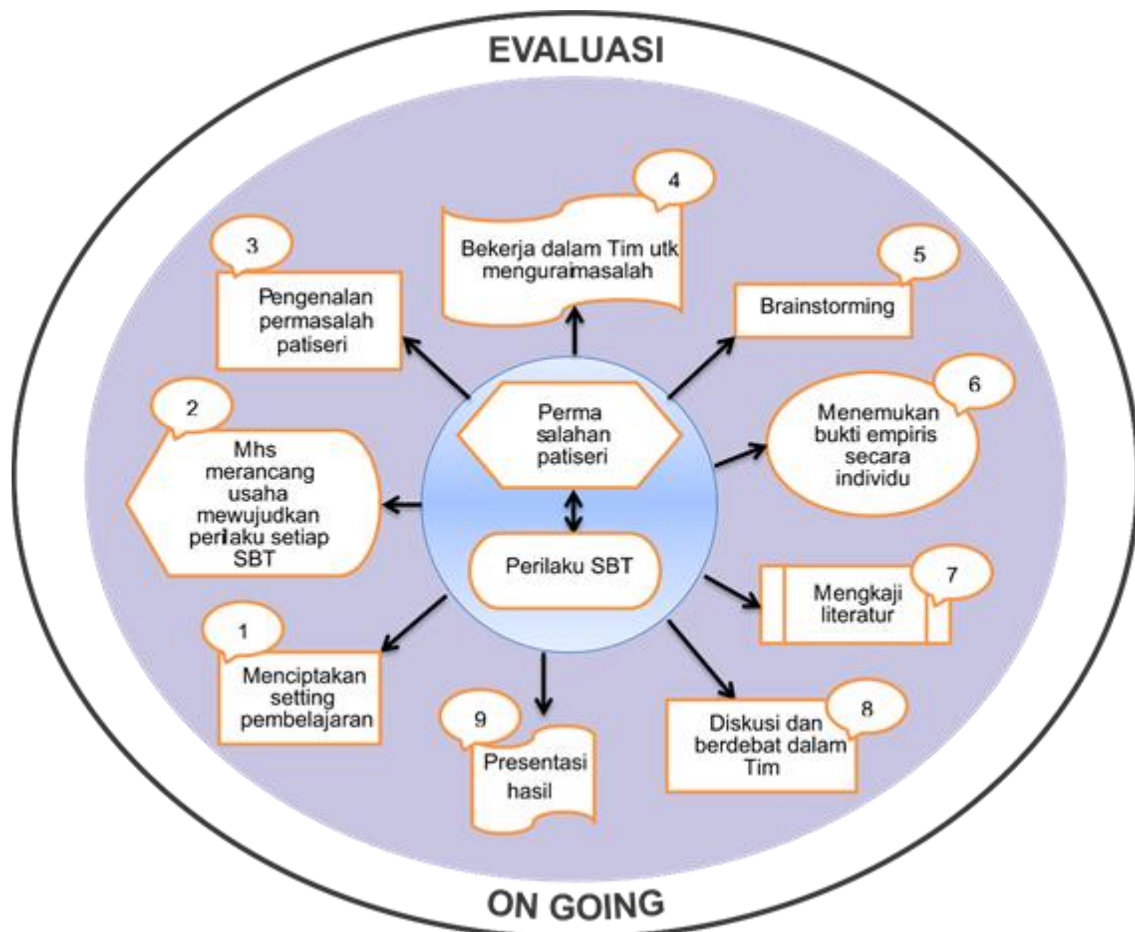 EVALUASI
4
Bekerja dalam Tim utk
menguraimasalah
3
Pengenalan
permasalah
patiseri
5
Brainstorming
2
Mhs
merancang
usaha
mewujudkan
perilaku setiap
SBT
Perma
salahan
patiseri
6
Menemukan
bukti empiris
secara
individu
Perilaku SBT
7
Mengkaji
literatur
1
Menciptakan
setting
pembelajaran
9
Presentasi
hasil
8
Diskusi dan
berdebat dalam
Tim
ON GOING